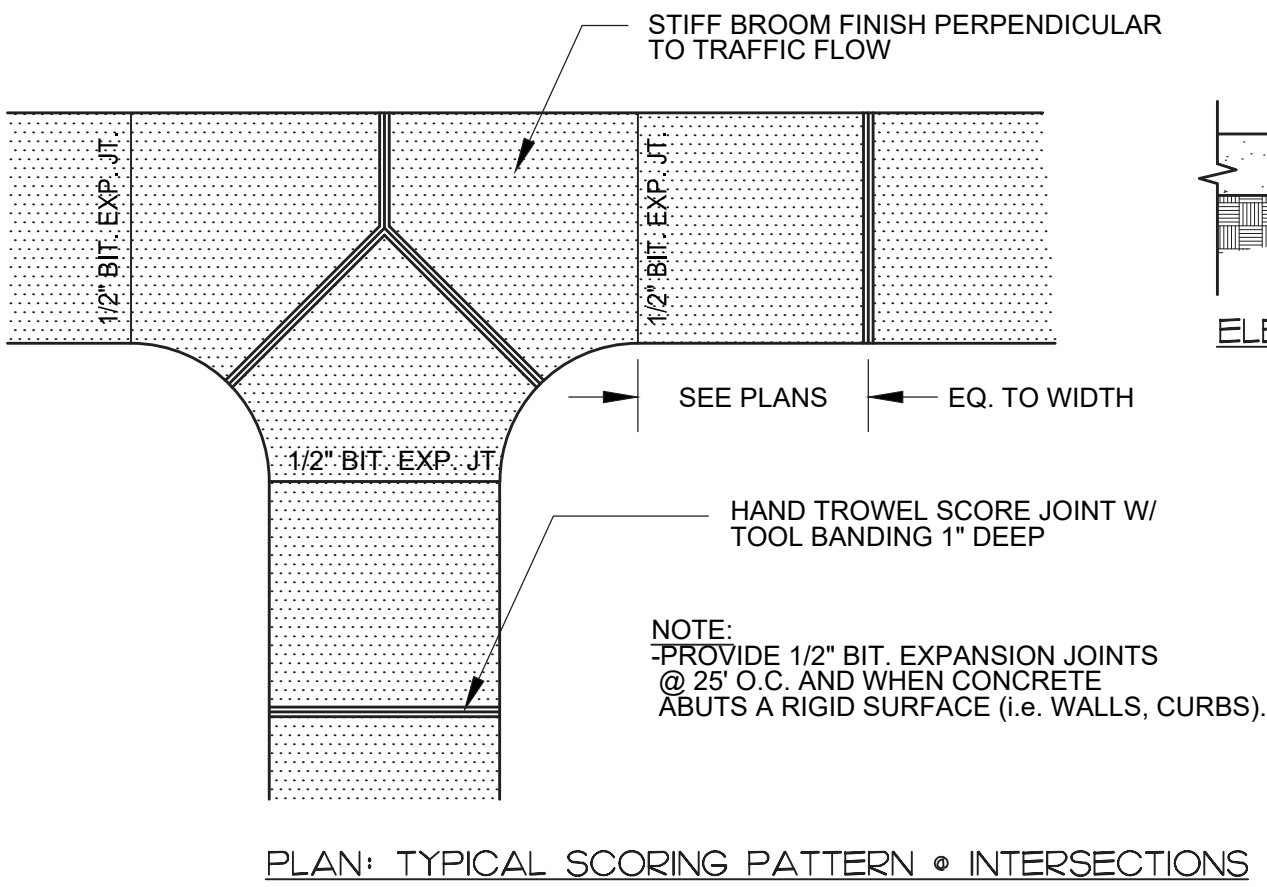 STIFF BROOM FINISH PERPENDICULAR
TO TRAFFIC FLOW
1/2" BIT. EXP. JT.
1/2" BIT. EXP. JT.
SEE PLANS
EQ. TO WIDTH
1/2" BIT. EXP. JT
HAND TROWEL SCORE JOINT W/
TOOL BANDING 1" DEEP
NOTE:
-PROVIDE 1/2" BIT. EXPANSION JOINTS
@ 25' O.C. AND WHEN CONCRETE
ABUTS A RIGID SURFACE (i.e. WALLS, CURBS).
PLAN: TYPICAL SCORING PATTERN @ INTERSECTIONS